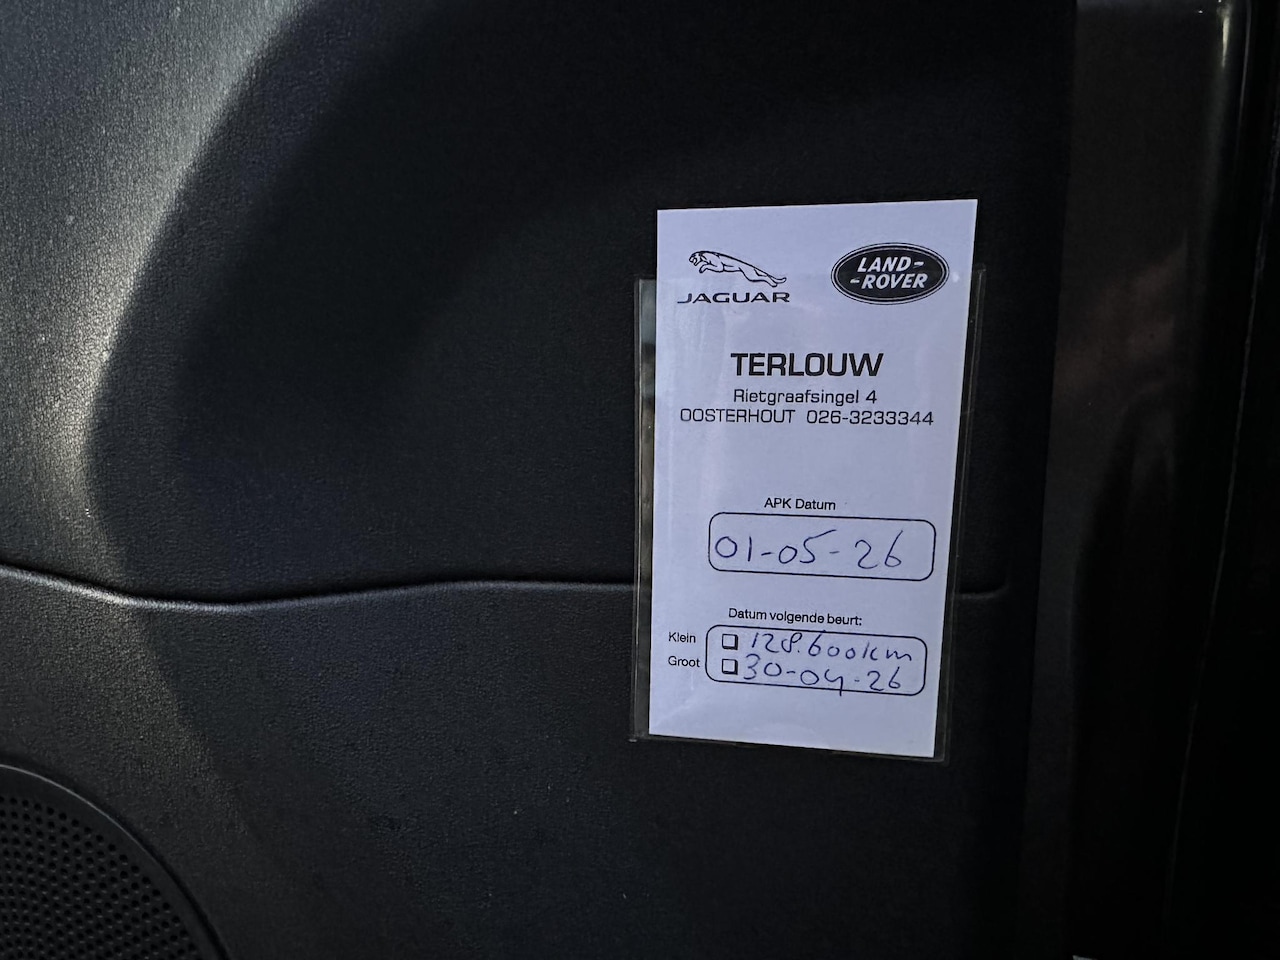 JAGUAR
LAND-
-ROVER
TERLOUW
Rietgraafsingel 4
OOSTERHOUT 026-3233344
APK Datum
01-05-26
Datum volgende beurt:
Klein 128.600km
Groot 30-04-26